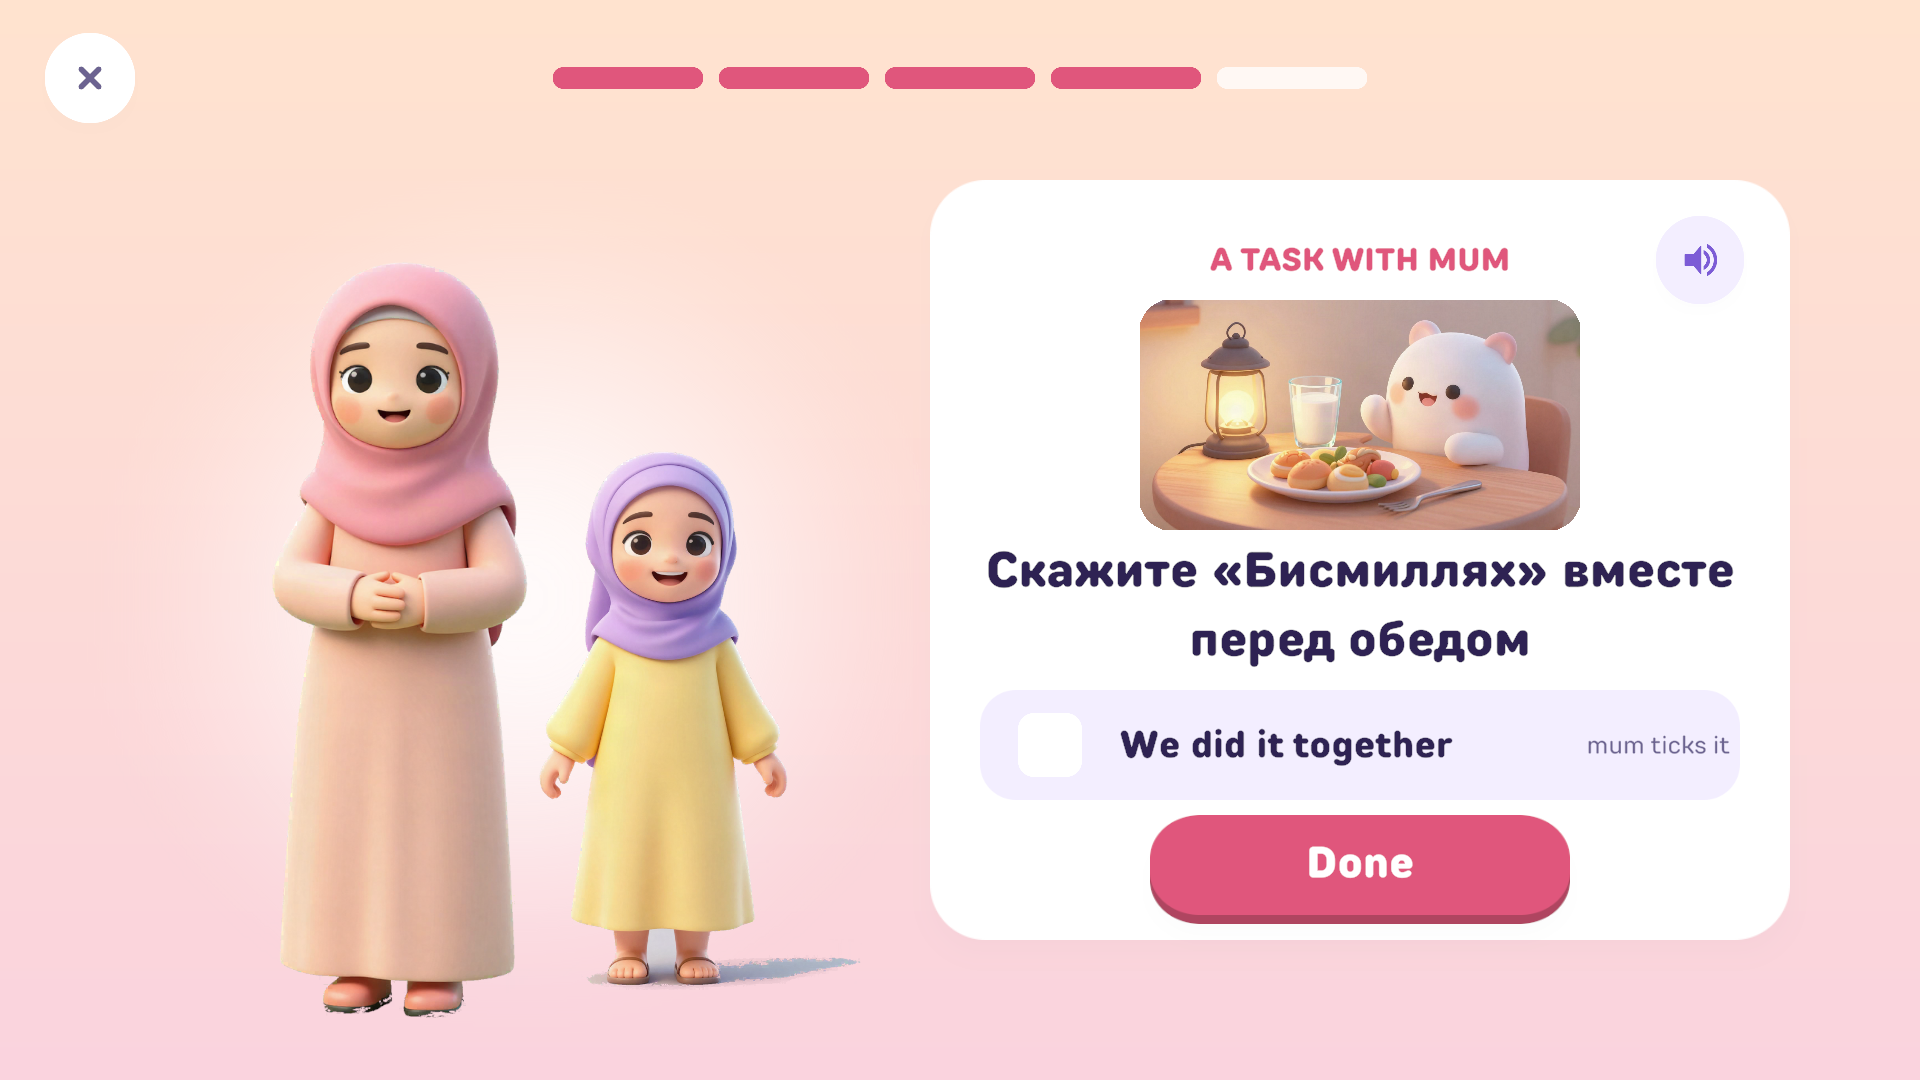 A TASK WITH MUM
Скажите «Бисмиллях» вместе
перед обедом
We did it together
mum ticks it
Done